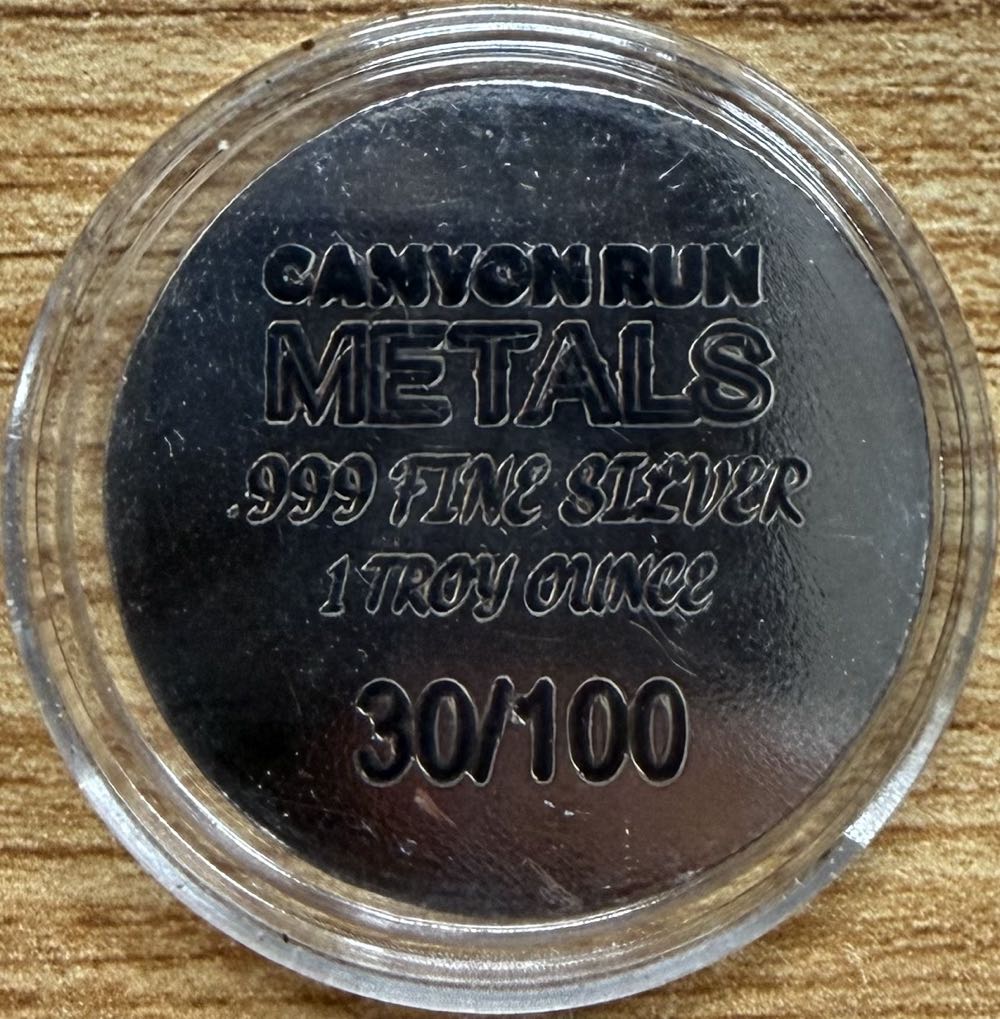 CANYON RUN
METALS
.999 FINE SILVER
1 TROY OUNCE
30/100